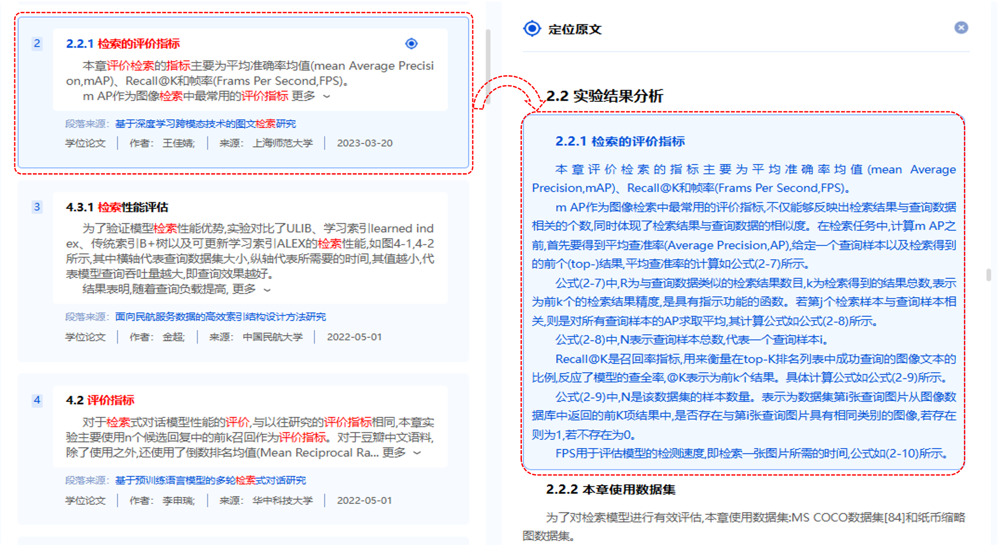 2
2.2.1 检索的评价指标
本章评价检索的指标主要为平均准确率均值(mean Average Precisi
on,mAP)、Recall@K和帧率(Frams Per Second,FPS)。
m AP作为图像检索中最常用的评价指标 更多
段落来源: 基于深度学习跨模态技术的图文检索研究
学位论文 | 作者: 王佳婧; | 来源: 上海师范大学 | 2023-03-20
3
4.3.1 检索性能评估
为了验证模型检索性能优势,实验对比了ULIB、学习索引learned ind
ex、传统索引B+树以及可更新学习索引ALEX的检索性能,如图4-1,4-2
所示,其中横轴代表查询数据集大小,纵轴代表所需要的时间,其值越小,代
表模型查询吞吐量越大,即查询效果越好。
结果表明,随着查询负载提高, 更多
段落来源: 面向民航服务数据的高效索引结构设计方法研究
学位论文 | 作者: 金超; | 来源: 中国民航大学 | 2022-05-01
4
4.2 评价指标
对于检索式对话模型性能的评价,与以往研究的评价指标相同,本章实
验主要使用n个候选回复中的前k召回作为评价指标。对于豆瓣中文语料,
除了使用之外,还使用了倒数排名均值(Mean Reciprocal Ra... 更多
段落来源: 基于预训练语言模型的多轮检索式对话研究
学位论文 | 作者: 李申瑞; | 来源: 华中科技大学 | 2022-05-01
定位原文
2.2 实验结果分析
2.2.1 检索的评价指标
本章评价检索的指标主要为平均准确率均值(mean Average
Precision,mAP)、Recall@K和帧率(Frams Per Second,FPS)。
m AP作为图像检索中最常用的评价指标,不仅能够反映出检索结果与查询数据
相关的个数,同时体现了检索结果与查询数据的相似度。在检索任务中,计算m AP之
前,首先要得到平均查准率(Average Precision,AP),给定一个查询样本以及检索得到
的前个(top-)结果,平均查准率的计算如公式(2-7)所示。
公式(2-7)中,R为与查询数据类似的检索结果数目,k为检索得到的结果总数,表示
为前k个的检索结果精度,是具有指示功能的函数。若第j个检索样本与查询样本相
关,则是对所有查询样本的AP求取平均,其计算公式如公式(2-8)所示。
公式(2-8)中,N表示查询样本总数,代表一个查询样本i。
Recall@K是召回率指标,用来衡量在top-K排名列表中成功查询的图像文本的
比例,反应了模型的查全率,@K表示为前k个结果。具体计算公式如公式(2-9)所示。
公式(2-9)中,N是该数据集的样本数量。表示为数据集第i张查询图片从图像数
据库中返回的前K项结果中,是否存在与第i张查询图片具有相同类别的图像,若存在
则为1,若不存在为0。
FPS用于评估模型的检测速度,即检索一张图片所需的时间,公式如(2-10)所示。
2.2.2 本章使用数据集
为了对检索模型进行有效评估,本章使用数据集:MS COCO数据集[84]和纸币缩略
图数据集。